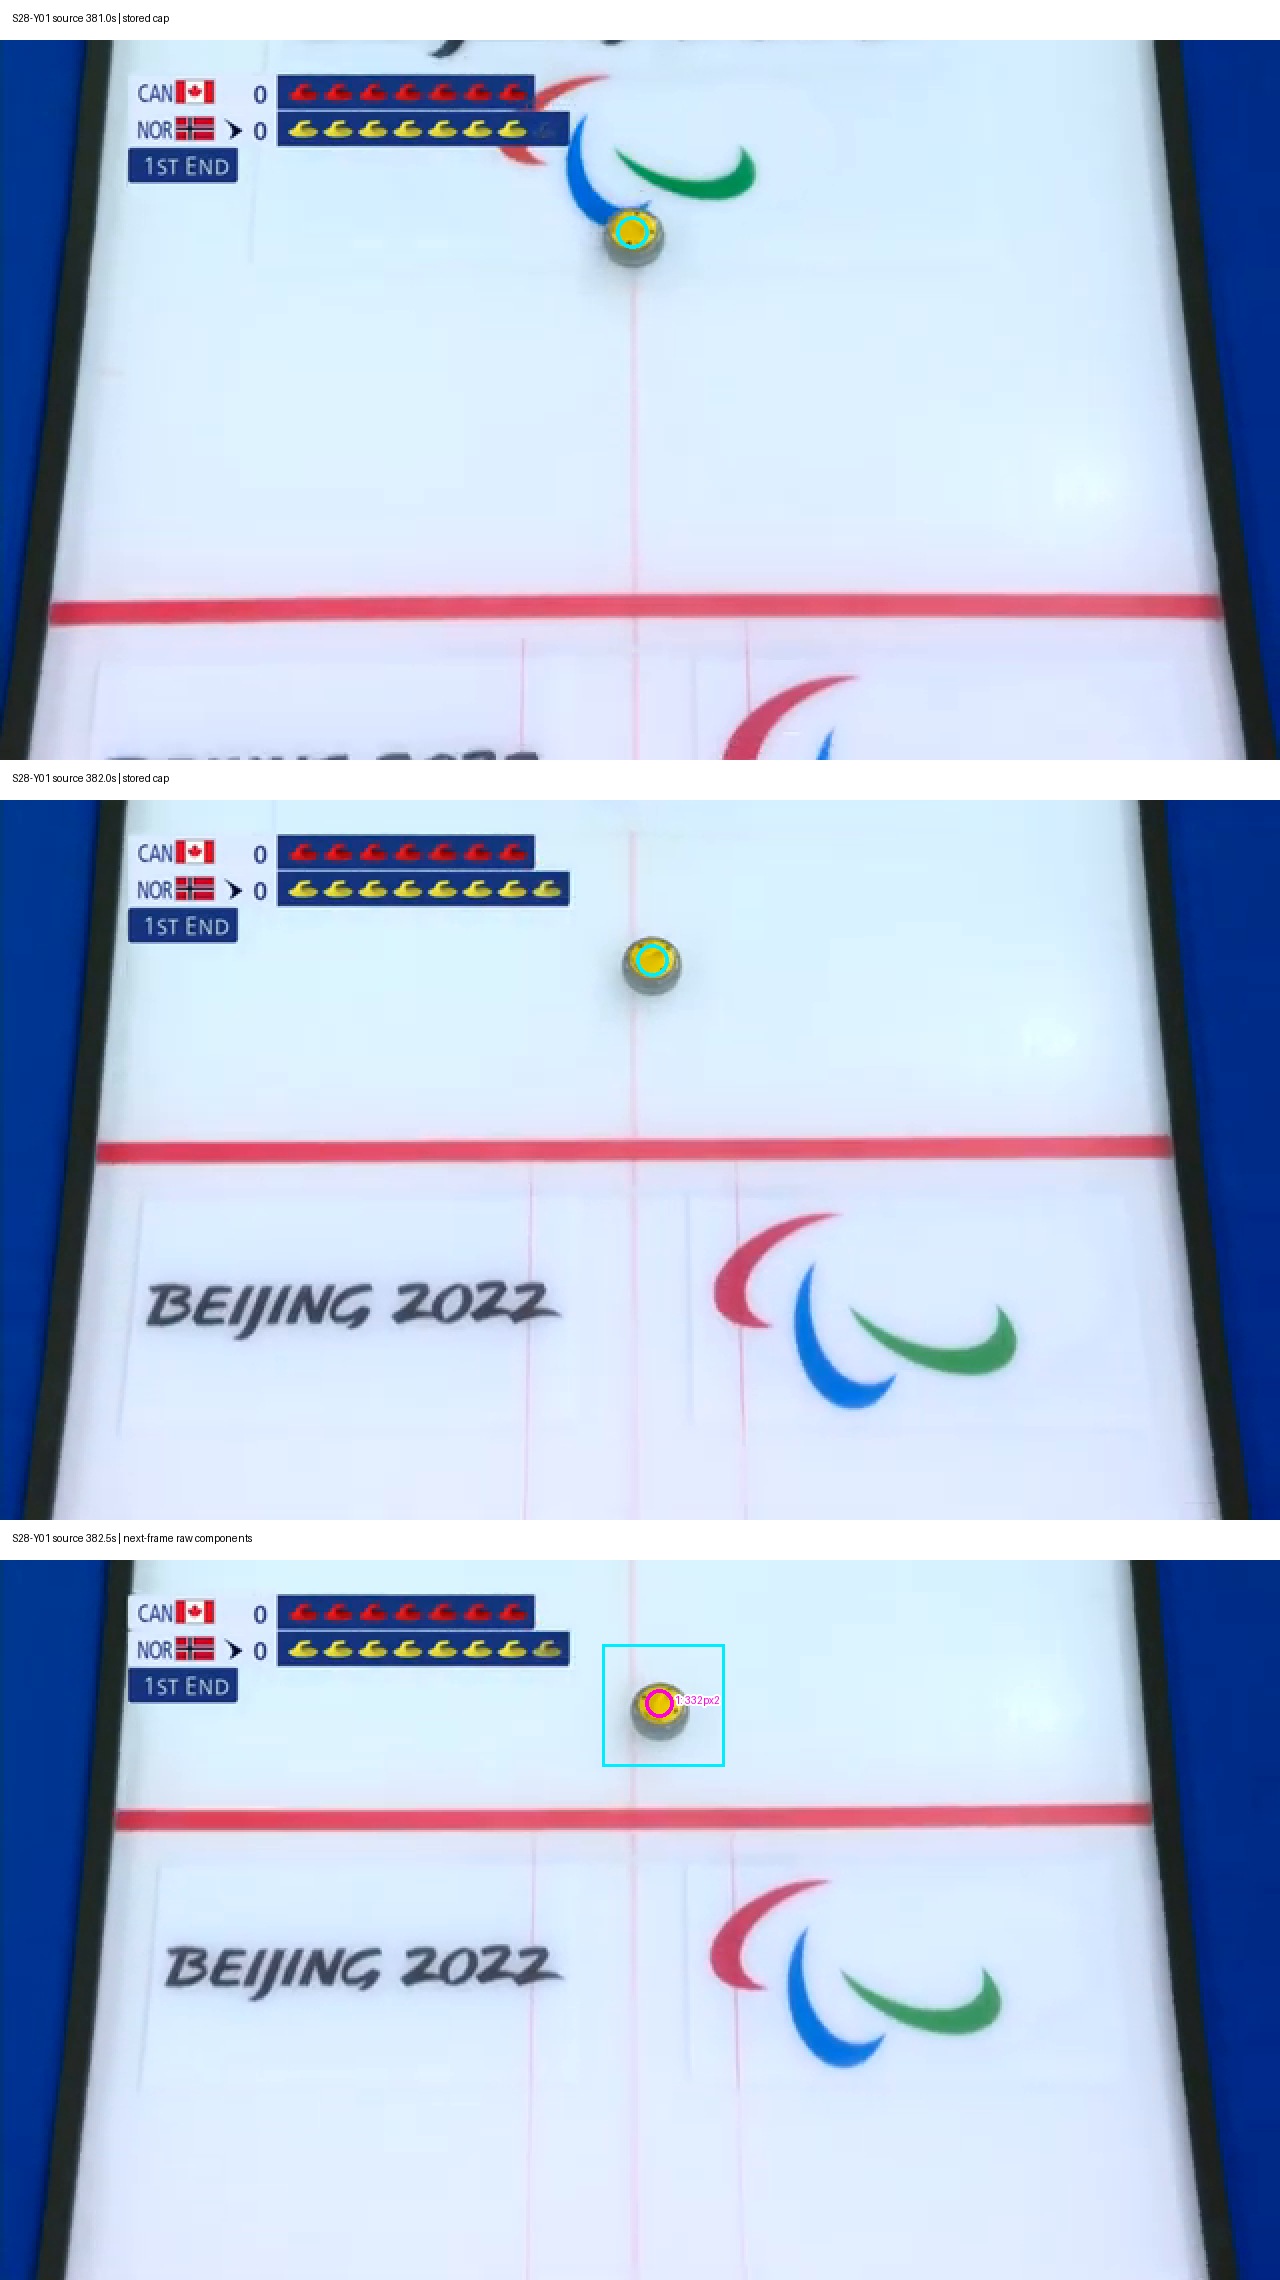 S28-Y01 source 381.0s | stored cap
CAN 0
NOR 0
1ST END
BEIJING 2022
S28-Y01 source 382.0s | stored cap
CAN 0
NOR 0
1ST END
BEIJING 2022
S28-Y01 source 382.5s | next-frame raw components
CAN 0
NOR 0
1ST END
1: 332px2
BEIJING 2022